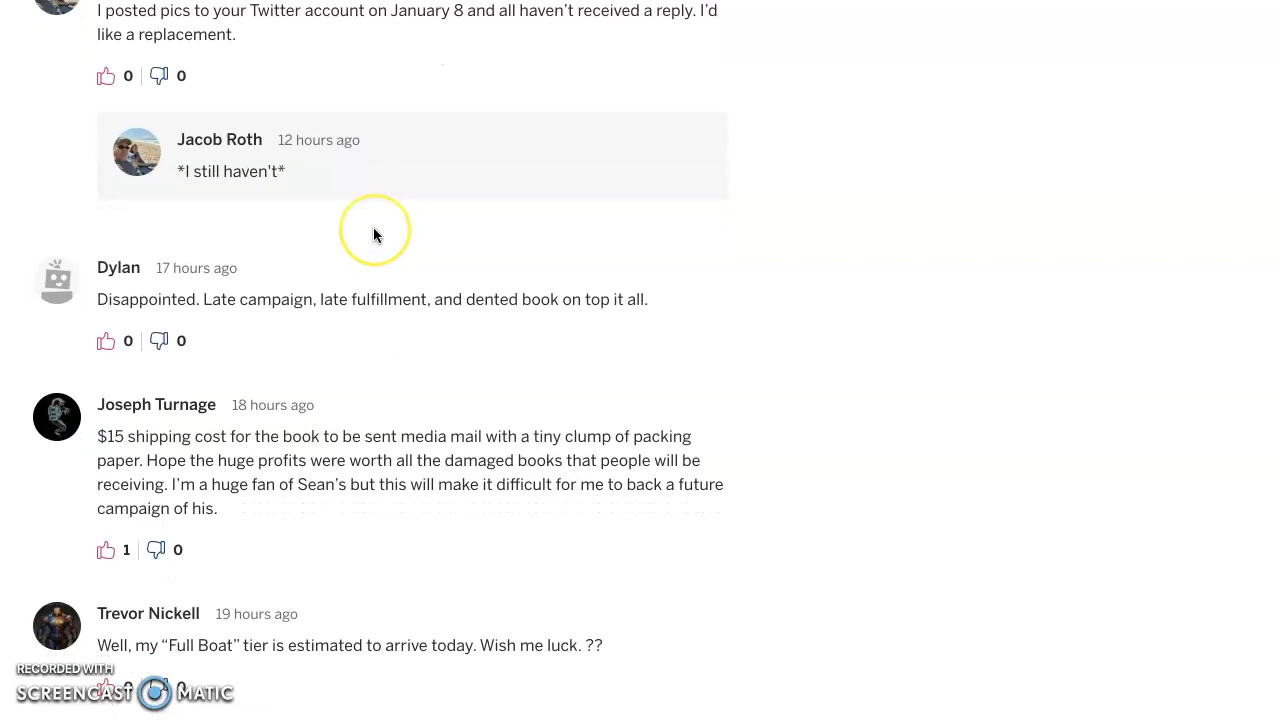 I posted pics to your Twitter account on January 8 and all haven’t received a reply. I’d
like a replacement.
0 0
Jacob Roth 12 hours ago
*I still haven't*
Dylan 17 hours ago
Disappointed. Late campaign, late fulfillment, and dented book on top it all.
0 0
Joseph Turnage 18 hours ago
$15 shipping cost for the book to be sent media mail with a tiny clump of packing
paper. Hope the huge profits were worth all the damaged books that people will be
receiving. I’m a huge fan of Sean’s but this will make it difficult for me to back a future
campaign of his.
1 0
Trevor Nickell 19 hours ago
Well, my “Full Boat” tier is estimated to arrive today. Wish me luck. ??
0 0
RECORDED WITH
SCREENCAST MATIC